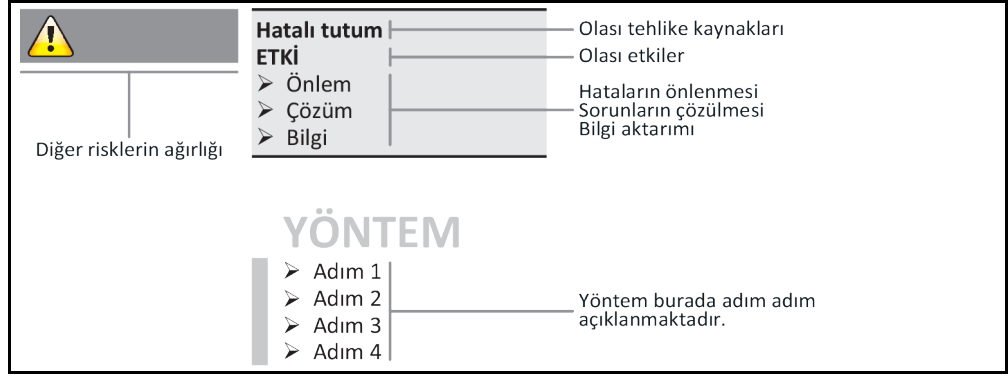 Hatalı tutum
ETKİ
➢ Önlem
➢ Çözüm
➢ Bilgi
Olası tehlike kaynakları
Olası etkiler
Hataların önlenmesi
Sorunların çözülmesi
Bilgi aktarımı
Diğer risklerin ağırlığı
YÖNTEM
➢ Adım 1
➢ Adım 2
➢ Adım 3
➢ Adım 4
Yöntem burada adım adım
açıklanmaktadır.